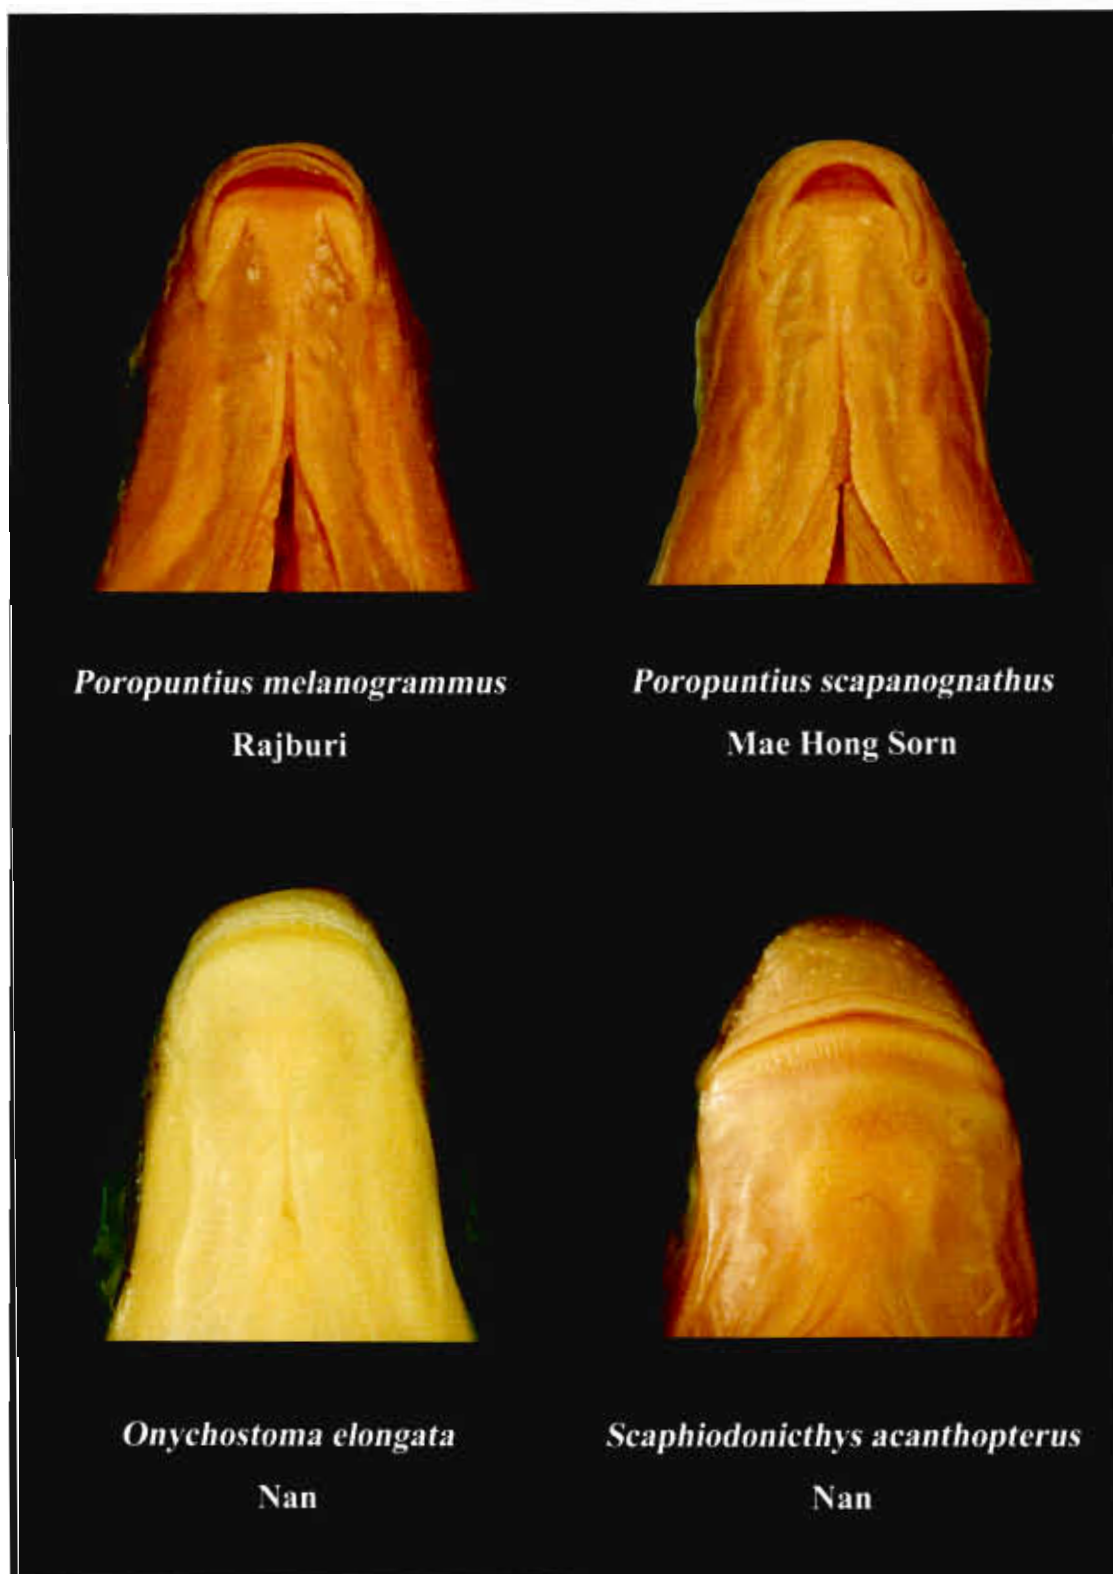 Poropuntius melanogrammus
Rajburi
Poropuntius scapanognathus
Mae Hong Sorn
Onychostoma elongata
Nan
Scaphiodonicthys acanthopterus
Nan